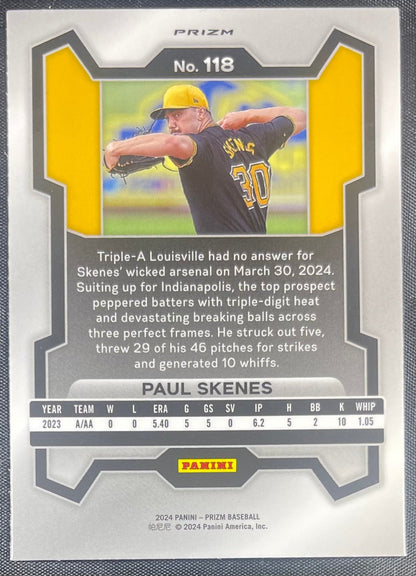 PRIZM
No. 118
SKENES
30
Triple-A Louisville had no answer for
Skenes' wicked arsenal on March 30, 2024.
Suiting up for Indianapolis, the top prospect
peppered batters with triple-digit heat
and devastating breaking balls across
three perfect frames. He struck out five,
threw 29 of his 46 pitches for strikes
and generated 10 whiffs.
PAUL SKENES
YEAR TEAM W L ERA G GS SV IP H BB K WHIP
2023 A/AA 0 0 5.40 5 5 0 6.2 5 2 10 1.05
PANINI
2024 PANINI – PRIZM BASEBALL
帕尼尼 © 2024 Panini America, Inc.